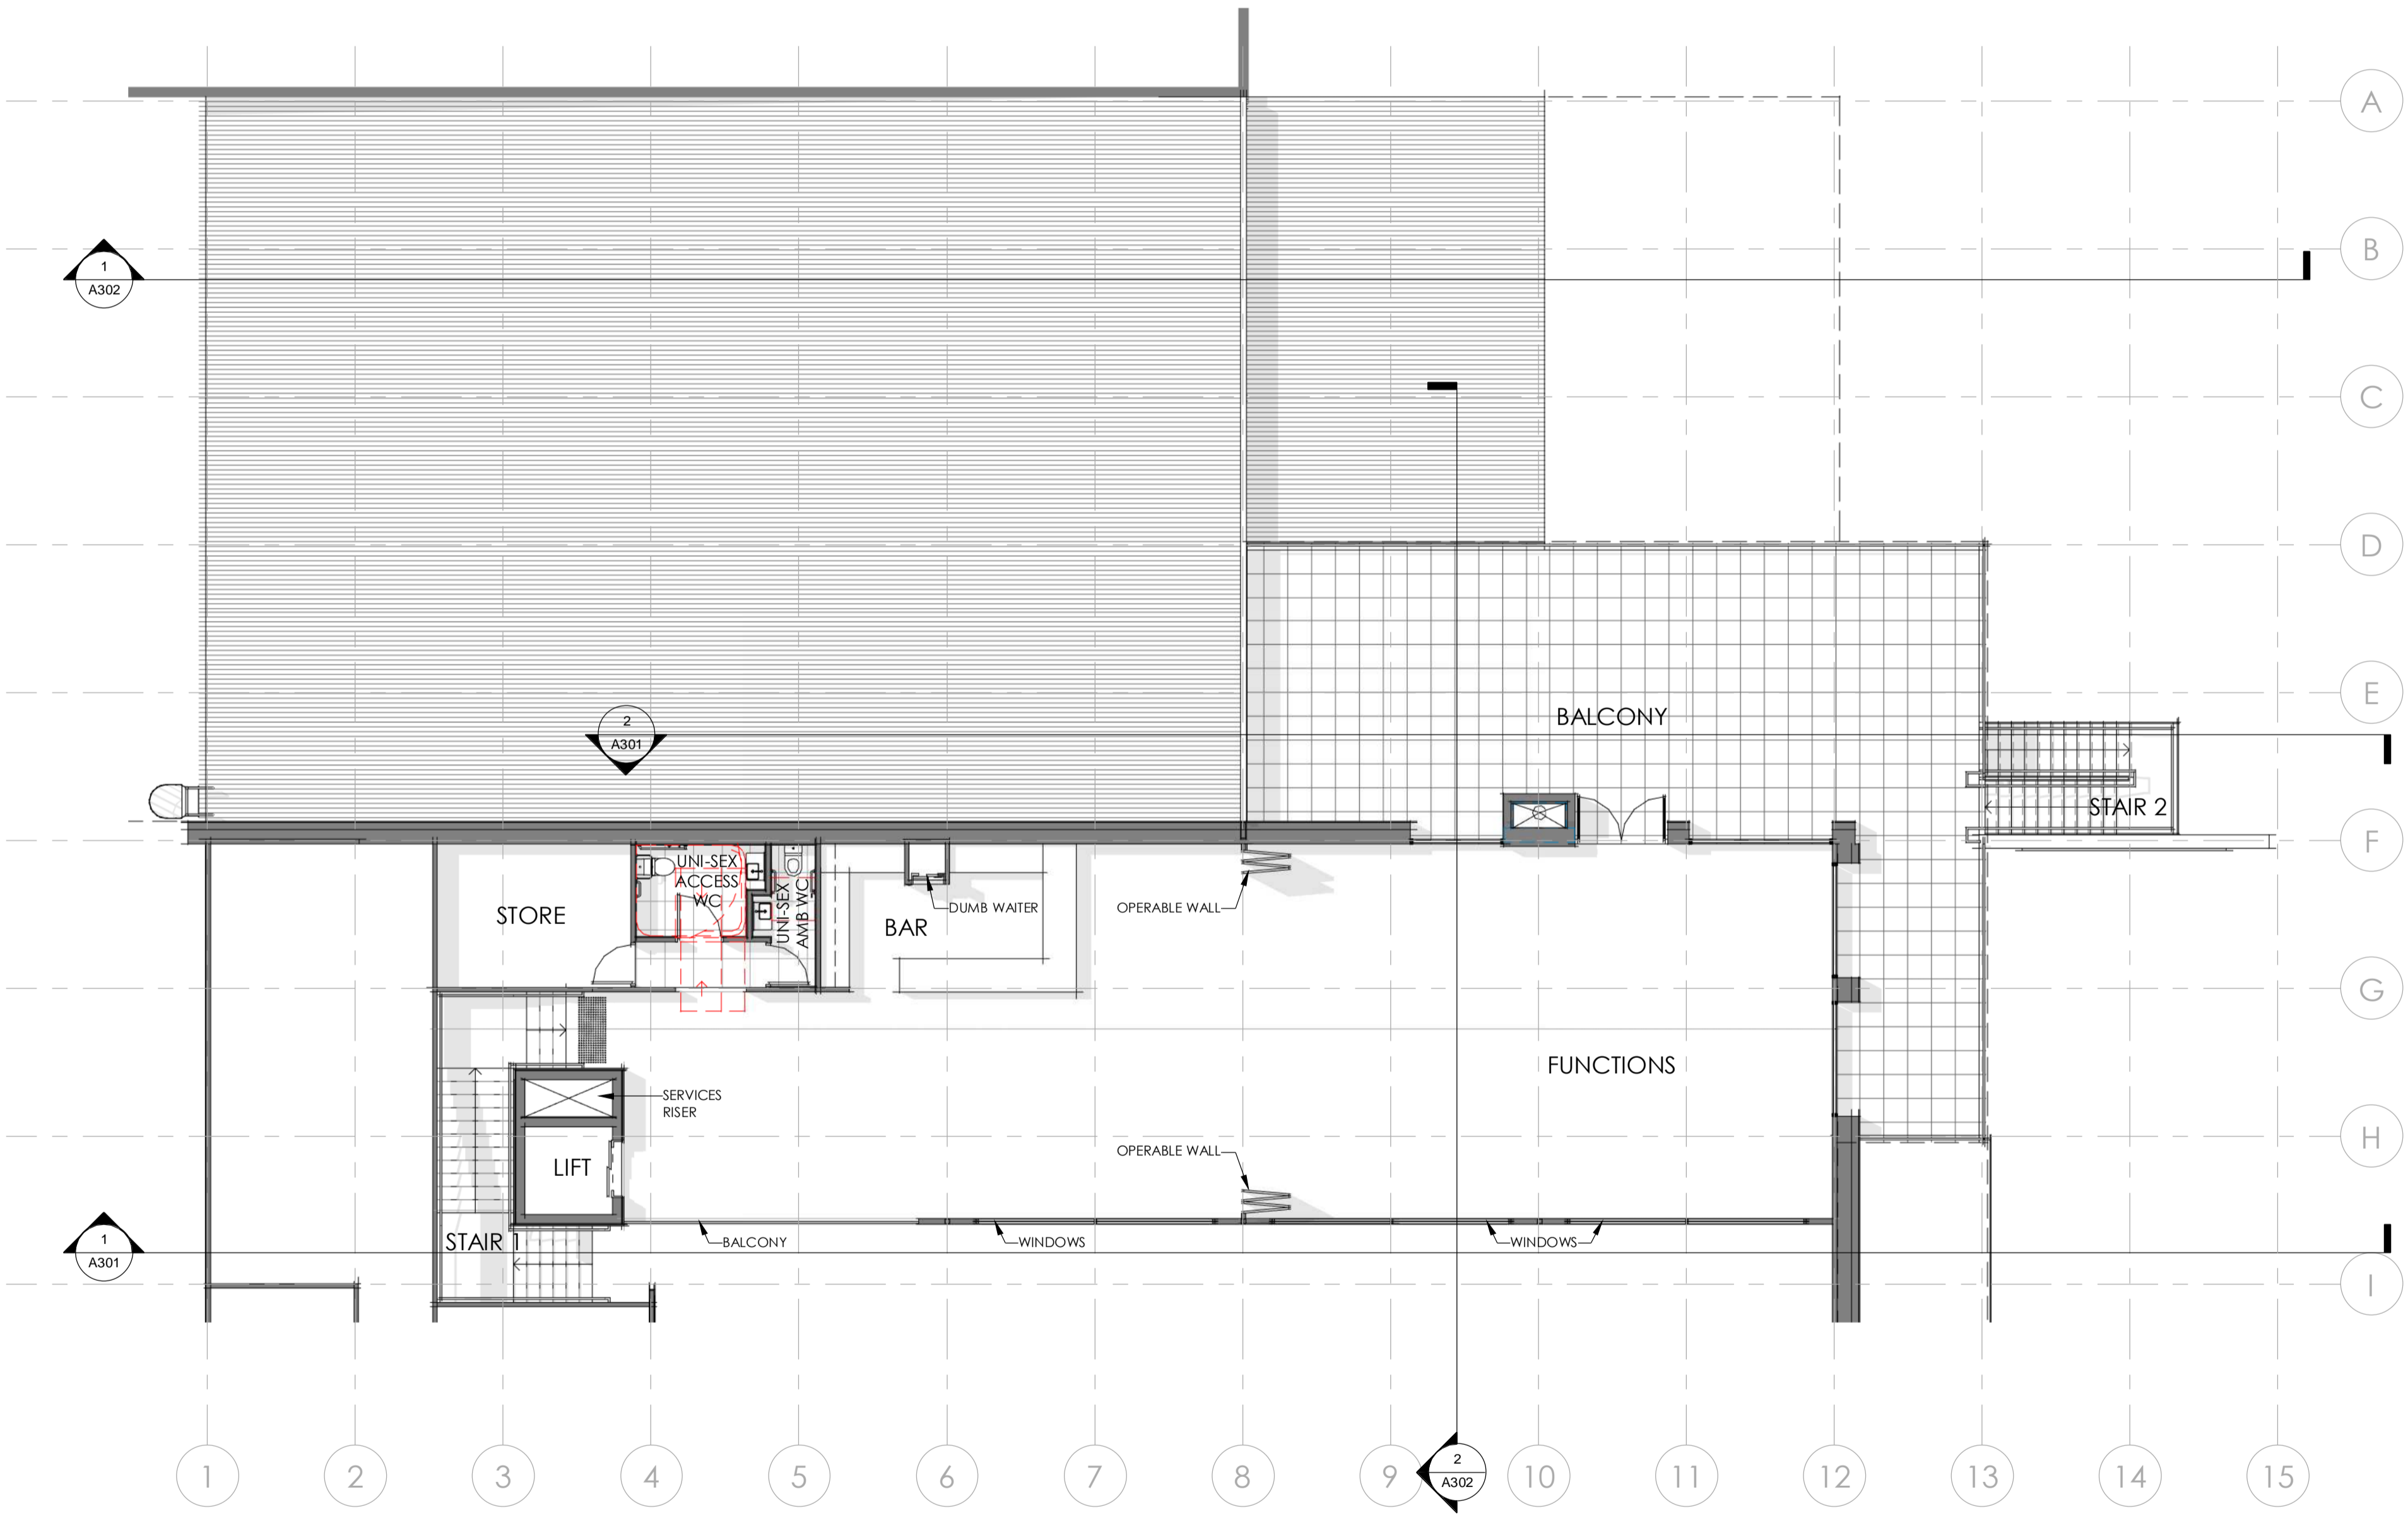 A
B
1
A302
C
D
E
BALCONY
2
A301
STAIR 2
F
UNI-SEX
ACCESS
WC
UNI-SEX
AMB WC
STORE
DUMB WAITER
BAR
OPERABLE WALL
G
FUNCTIONS
SERVICES
RISER
H
OPERABLE WALL
LIFT
STAIR 1
BALCONY
WINDOWS
WINDOWS
1
A301
I
1
2
3
4
5
6
7
8
9
2
A302
10
11
12
13
14
15